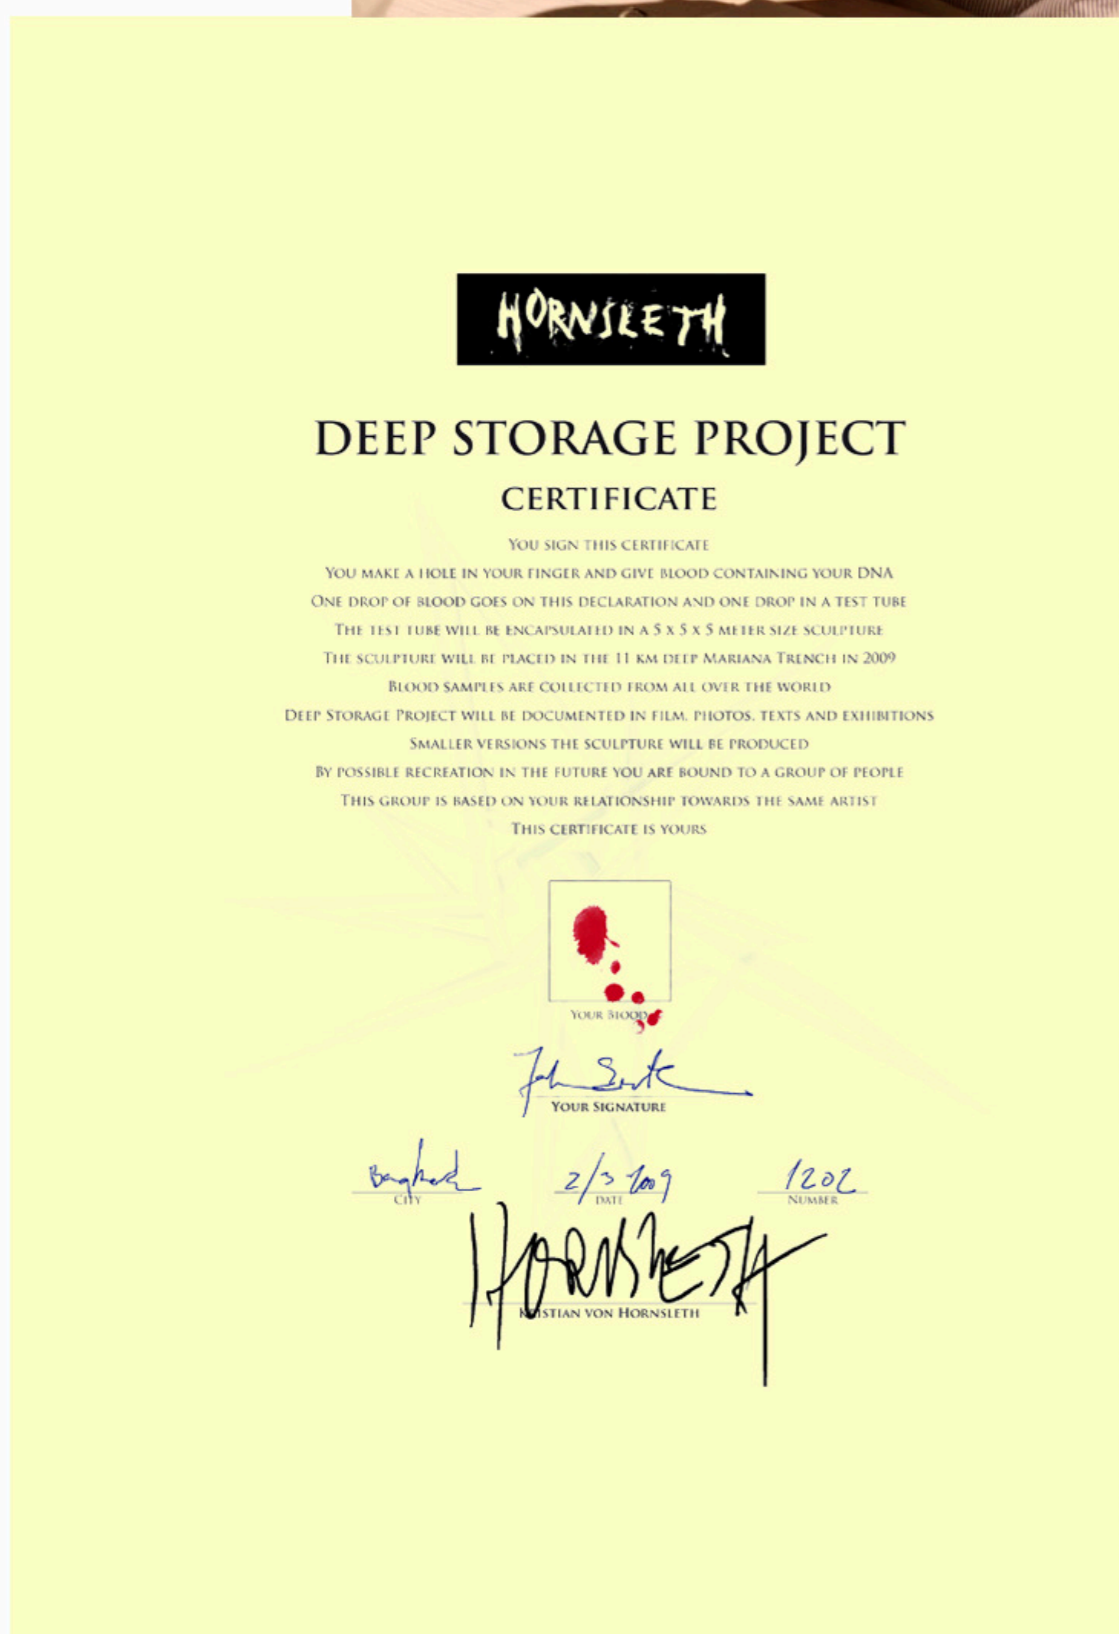 HORNSLETH
DEEP STORAGE PROJECT
CERTIFICATE
YOU SIGN THIS CERTIFICATE
YOU MAKE A HOLE IN YOUR FINGER AND GIVE BLOOD CONTAINING YOUR DNA
ONE DROP OF BLOOD GOES ON THIS DECLARATION AND ONE DROP IN A TEST TUBE
THE TEST TUBE WILL BE ENCAPSULATED IN A 5 X 5 X 5 METER SIZE SCULPTURE
THE SCULPTURE WILL BE PLACED IN THE 11 KM DEEP MARIANA TRENCH IN 2009
BLOOD SAMPLES ARE COLLECTED FROM ALL OVER THE WORLD
DEEP STORAGE PROJECT WILL BE DOCUMENTED IN FILM, PHOTOS, TEXTS AND EXHIBITIONS
SMALLER VERSIONS THE SCULPTURE WILL BE PRODUCED
BY POSSIBLE RECREATION IN THE FUTURE YOU ARE BOUND TO A GROUP OF PEOPLE
THIS GROUP IS BASED ON YOUR RELATIONSHIP TOWARDS THE SAME ARTIST
THIS CERTIFICATE IS YOURS
YOUR BLOOD
YOUR SIGNATURE
Bangkok 2/3 2009 1202
CITY DATE NUMBER
HORNSLETH
KRISTIAN VON HORNSLETH